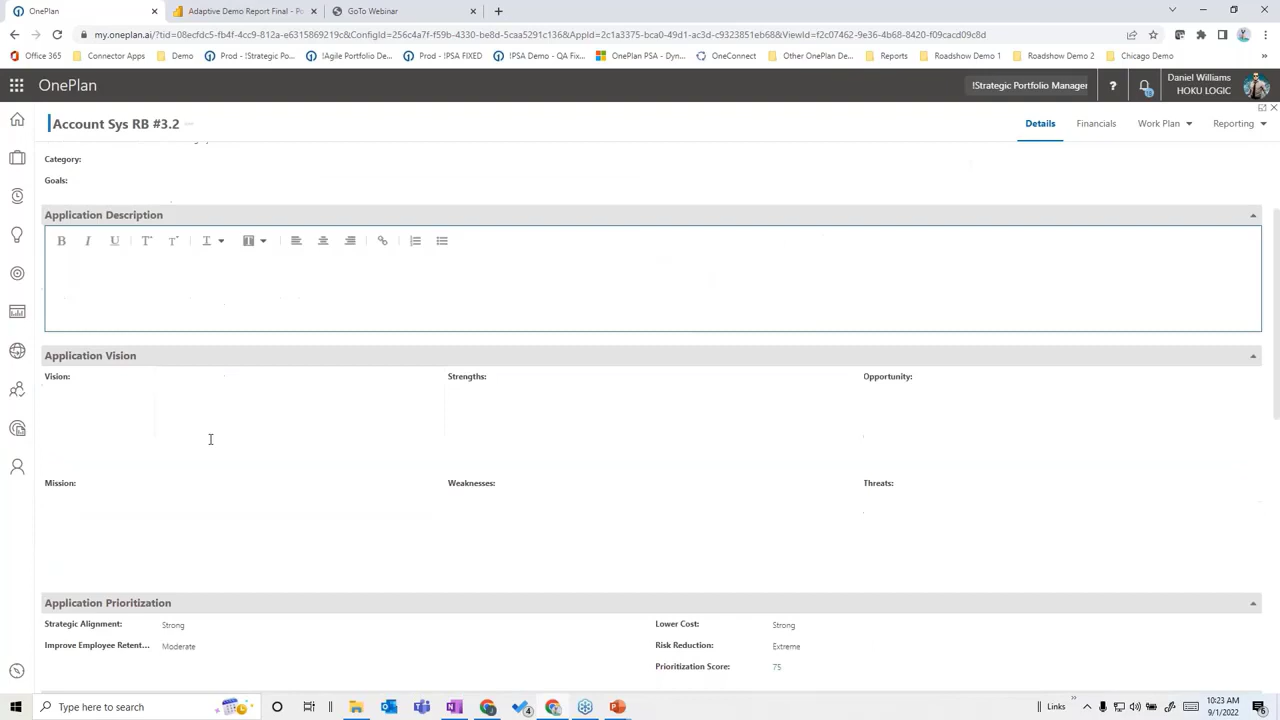 OnePlan
Adaptive Demo Report Final - Po
GoTo Webinar
my.oneplan.ai/?tid=08ecfdc5-fb4f-4cc9-812a-e6315869219c&ConfigId=256c4a7f-f59b-4330-be8d-5ca5291c136&AppId=2c1a3375-bca0-49d1-ac3d-c9323851eb68&ViewId=f2c07462-9e36-4b68-8420-f09cacd09c8d
Office 365
Connector Apps
Demo
Prod - !Strategic Po...
!Agile Portfolio De...
Prod - !PSA FIXED
!PSA Demo - QA Fix...
OnePlan PSA - Dyn...
OneConnect
Other OnePlan De...
Reports
Roadshow Demo 1
Roadshow Demo 2
Chicago Demo
OnePlan
!Strategic Portfolio Manager
?
Daniel Williams
HOKU LOGIC
Account Sys RB #3.2
Details
Financials
Work Plan
Reporting
Category:
Goals:
Application Description
B I U
Application Vision
Vision:
Strengths:
Opportunity:
Mission:
Weaknesses:
Threats:
Application Prioritization
Strategic Alignment: Strong
Lower Cost: Strong
Improve Employee Retent... Moderate
Risk Reduction: Extreme
Prioritization Score: 75
Type here to search
Links
10:23 AM
9/1/2022